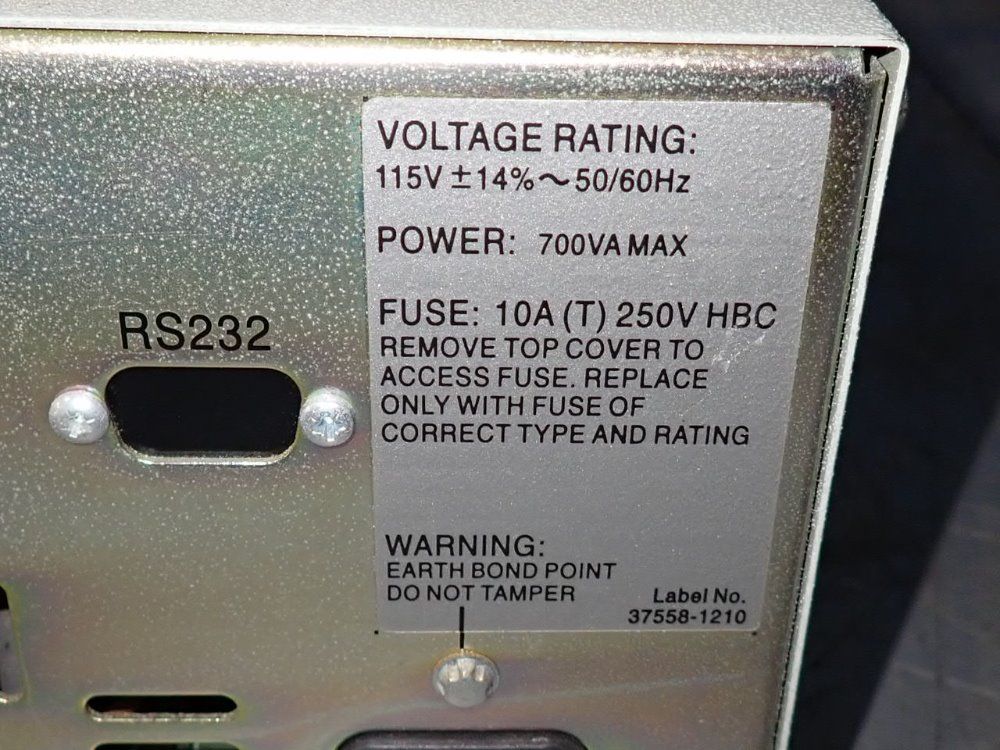 VOLTAGE RATING:
115V ±14% ~ 50/60Hz
POWER: 700VA MAX
RS232
FUSE: 10A (T) 250V HBC
REMOVE TOP COVER TO
ACCESS FUSE. REPLACE
ONLY WITH FUSE OF
CORRECT TYPE AND RATING
WARNING:
EARTH BOND POINT
DO NOT TAMPER
Label No.
37558-1210